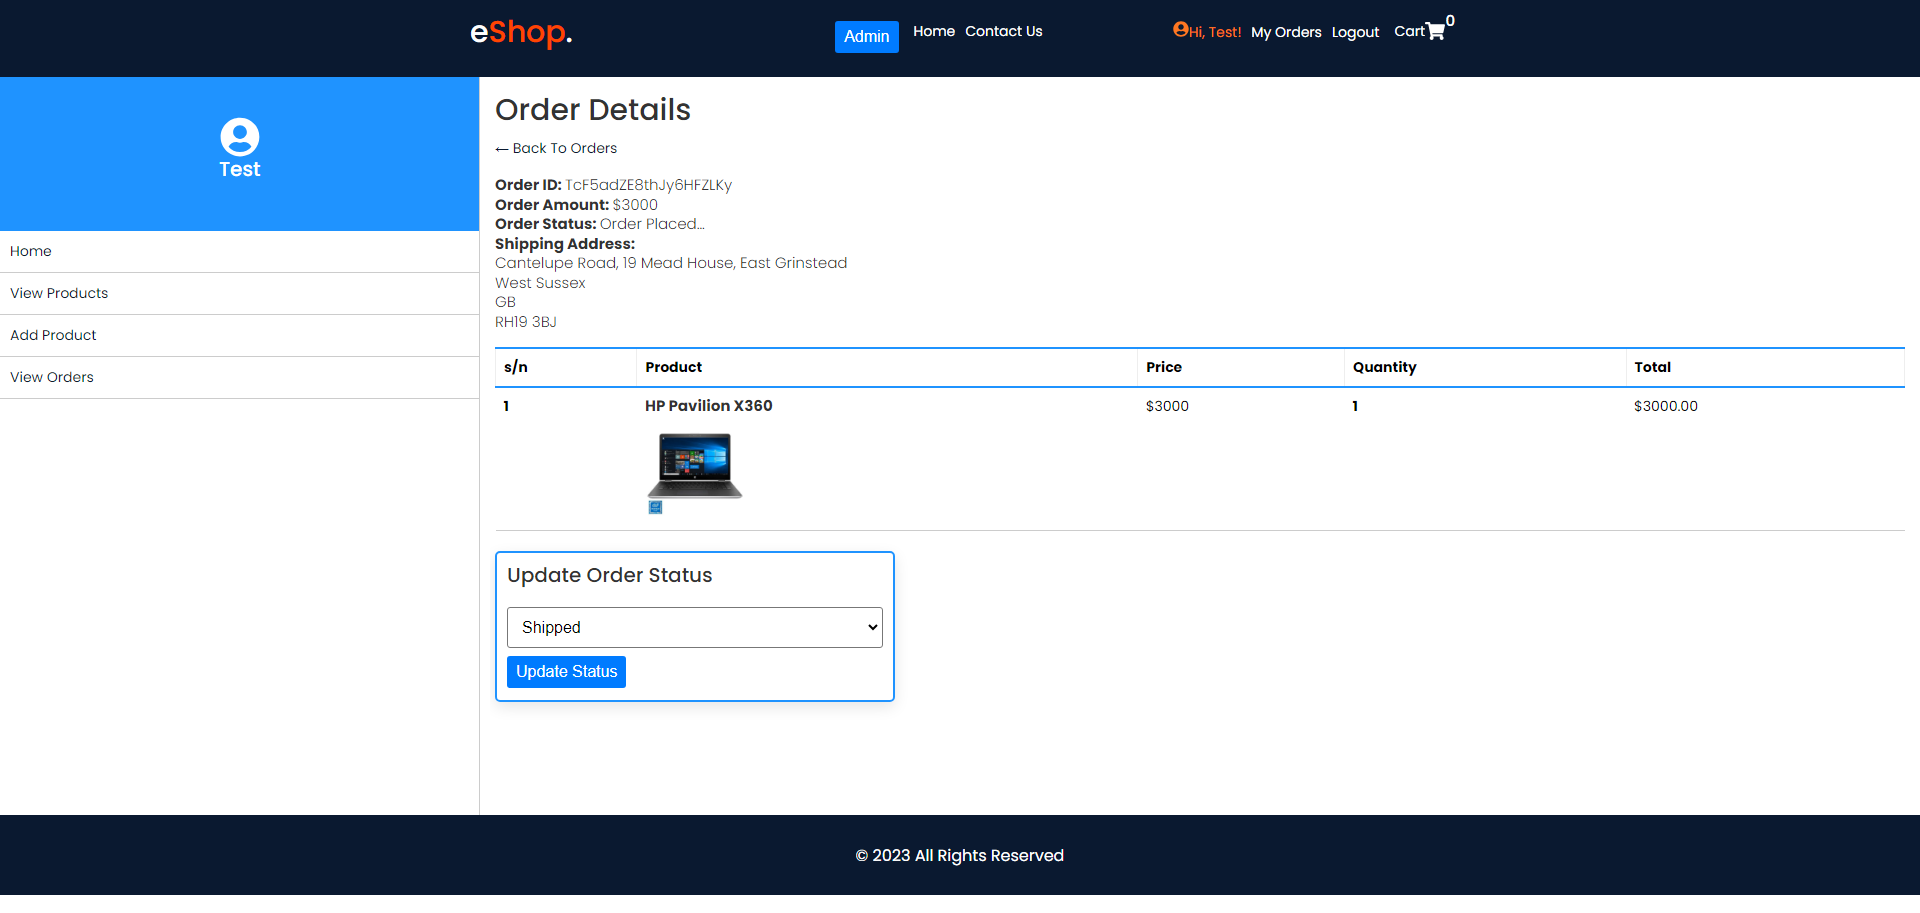 eShop.
Admin Home Contact Us
Hi, Test! My Orders Logout Cart 0
Test
Home
View Products
Add Product
View Orders
Order Details
← Back To Orders
Order ID: TcF5adZE8thJy6HFZLKy
Order Amount: $3000
Order Status: Order Placed...
Shipping Address:
Cantelupe Road, 19 Mead House, East Grinstead
West Sussex
GB
RH19 3BJ
s/n Product Price Quantity Total
1 HP Pavilion X360 $3000 1 $3000.00
Update Order Status
Shipped
Update Status
© 2023 All Rights Reserved